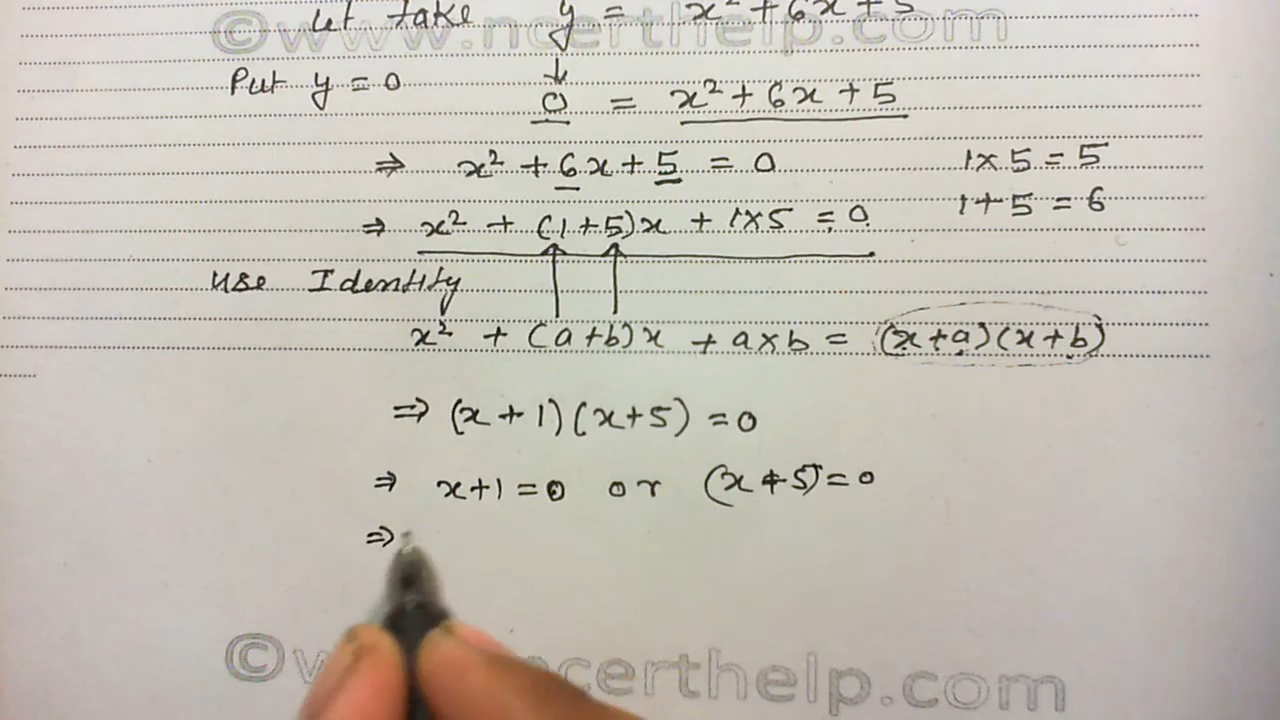 Let take y = x² + 6x + 5
©www.ncerthelp.com
Put y = 0
0 = x² + 6x + 5
⇒ x² + 6x + 5 = 0 1 × 5 = 5
⇒ x² + (1 + 5)x + 1 × 5 = 0 1 + 5 = 6
Use Identity
x² + (a + b)x + a × b = (x + a)(x + b)
⇒ (x + 1)(x + 5) = 0
⇒ x + 1 = 0 or (x + 5) = 0
⇒
©w ncerthelp.com